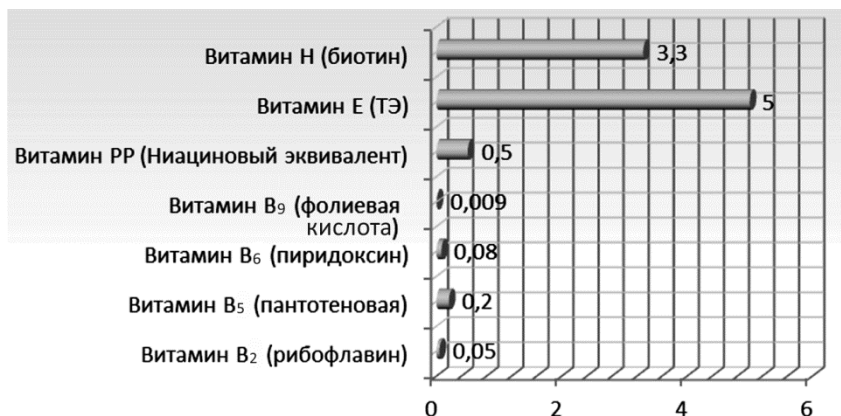 Витамин H (биотин)
3,3
Витамин E (ТЭ)
5
Витамин PP (Ниациновый эквивалент)
0,5
Витамин B₉ (фолиевая
кислота)
0,009
Витамин B₆ (пиридоксин)
0,08
Витамин B₅ (пантотеновая)
0,2
Витамин B₂ (рибофлавин)
0,05
0 2 4 6